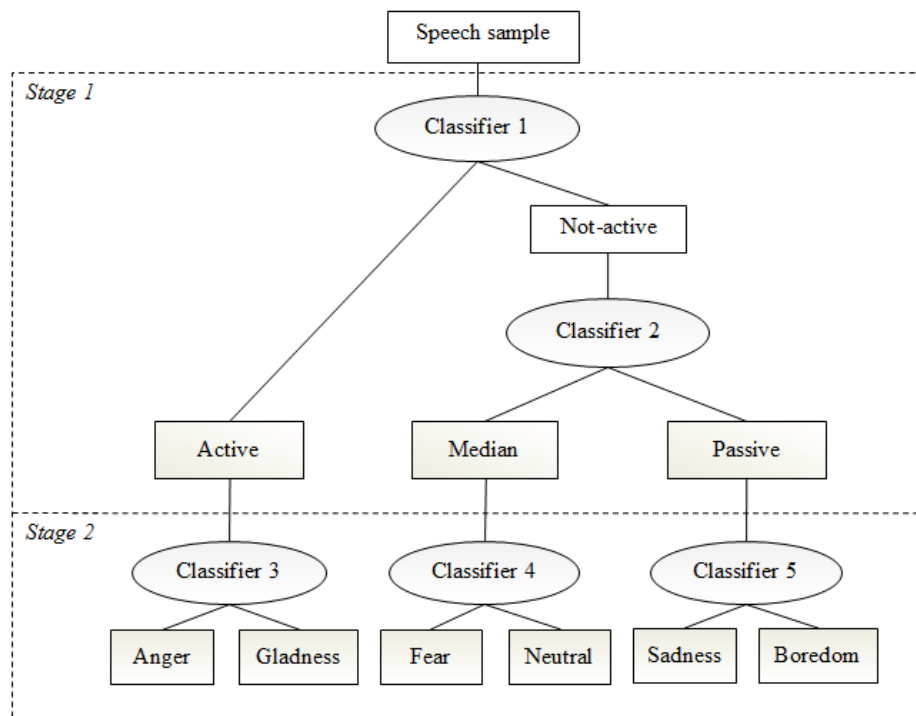 Speech sample
Stage 1
Classifier 1
Not-active
Classifier 2
Active
Median
Passive
Stage 2
Classifier 3
Classifier 4
Classifier 5
Anger
Gladness
Fear
Neutral
Sadness
Boredom